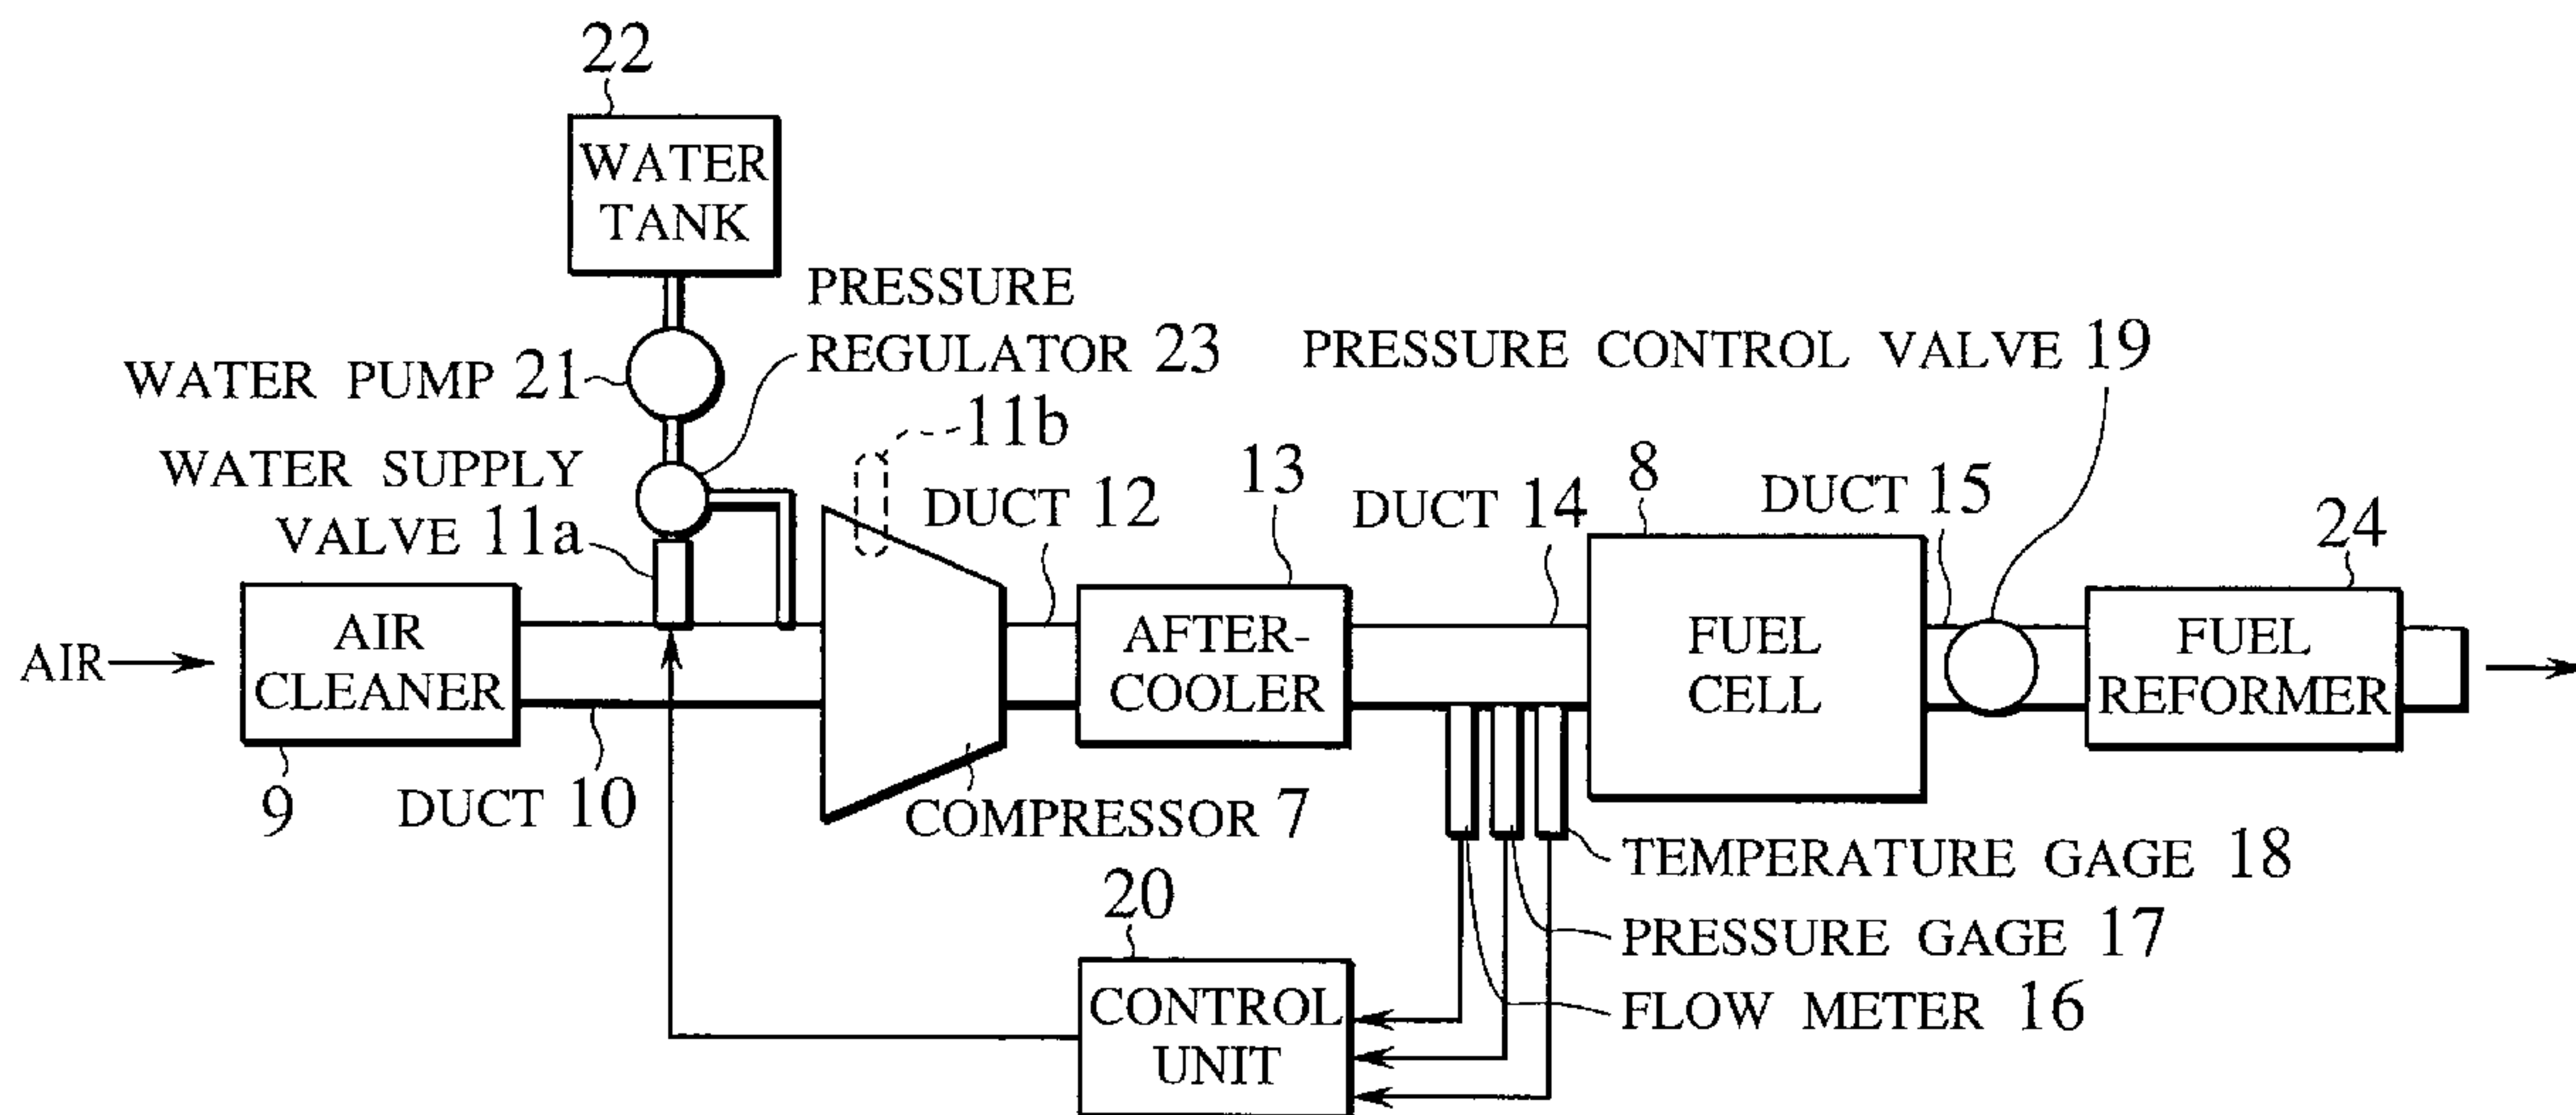 22
WATER
TANK
PRESSURE
REGULATOR 23
PRESSURE CONTROL VALVE 19
WATER PUMP 21
11b
WATER SUPPLY
VALVE 11a
DUCT 12
13
DUCT 14
8
DUCT 15
24
AIR
AIR
CLEANER
AFTER-
COOLER
FUEL
CELL
FUEL
REFORMER
9
DUCT 10
COMPRESSOR 7
TEMPERATURE GAGE 18
20
PRESSURE GAGE 17
CONTROL
UNIT
FLOW METER 16